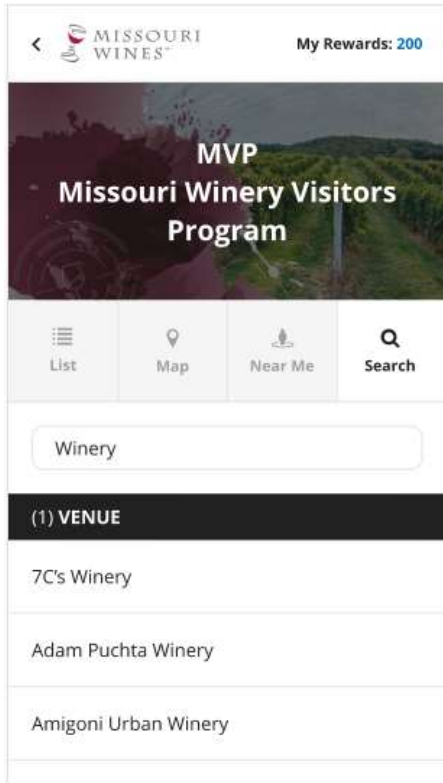 MISSOURI
WINES™
My Rewards: 200
MVP
Missouri Winery Visitors
Program
List
Map
Near Me
Search
Winery
(1) VENUE
7C's Winery
Adam Puchta Winery
Amigoni Urban Winery